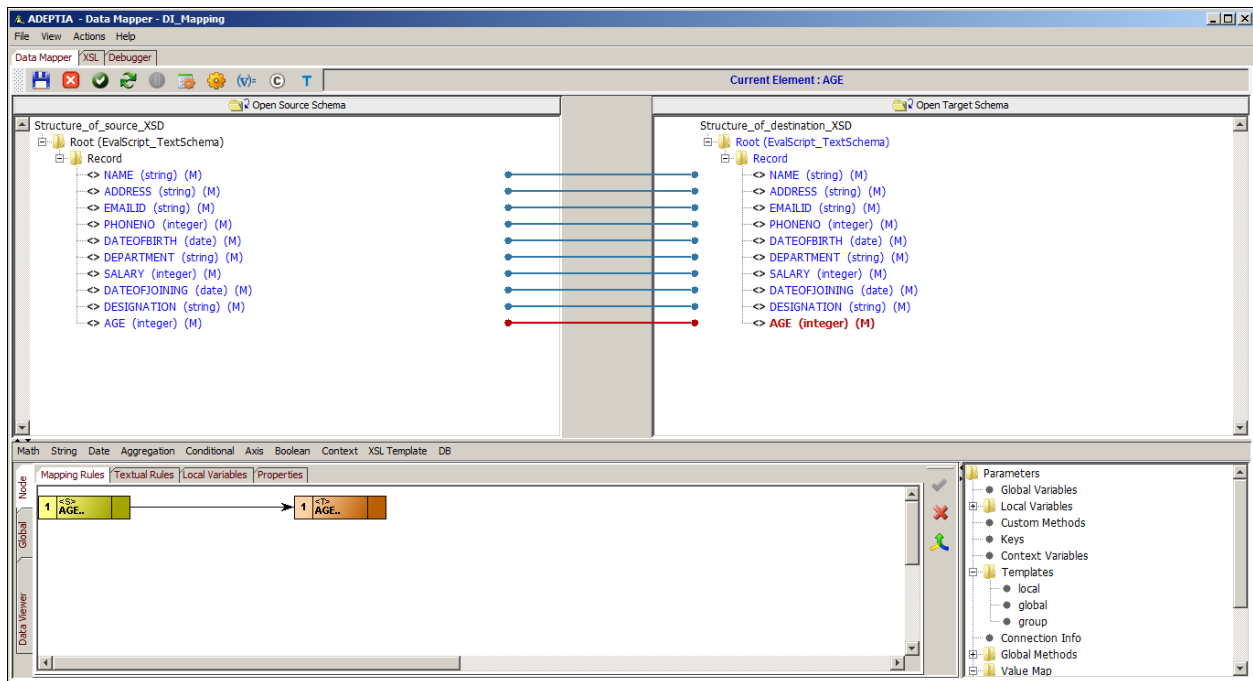 ADEPTIA - Data Mapper - DI_Mapping
File View Actions Help
Data Mapper XSL Debugger
(v)= C T Current Element : AGE
Open Source Schema
Open Target Schema
Structure_of_source_XSD
Root (EvalScript_TextSchema)
Record
<> NAME (string) (M)
<> ADDRESS (string) (M)
<> EMAILID (string) (M)
<> PHONENO (integer) (M)
<> DATEOFBIRTH (date) (M)
<> DEPARTMENT (string) (M)
<> SALARY (integer) (M)
<> DATEOFJOINING (date) (M)
<> DESIGNATION (string) (M)
<> AGE (integer) (M)
Structure_of_destination_XSD
Root (EvalScript_TextSchema)
Record
<> NAME (string) (M)
<> ADDRESS (string) (M)
<> EMAILID (string) (M)
<> PHONENO (integer) (M)
<> DATEOFBIRTH (date) (M)
<> DEPARTMENT (string) (M)
<> SALARY (integer) (M)
<> DATEOFJOINING (date) (M)
<> DESIGNATION (string) (M)
<> AGE (integer) (M)
Math String Date Aggregation Conditional Axis Boolean Context XSL Template DB
Node
Global
Data Viewer
Mapping Rules Textual Rules Local Variables Properties
1 <S> AGE..
1 <T> AGE..
Parameters
Global Variables
Local Variables
Custom Methods
Keys
Context Variables
Templates
local
global
group
Connection Info
Global Methods
Value Map